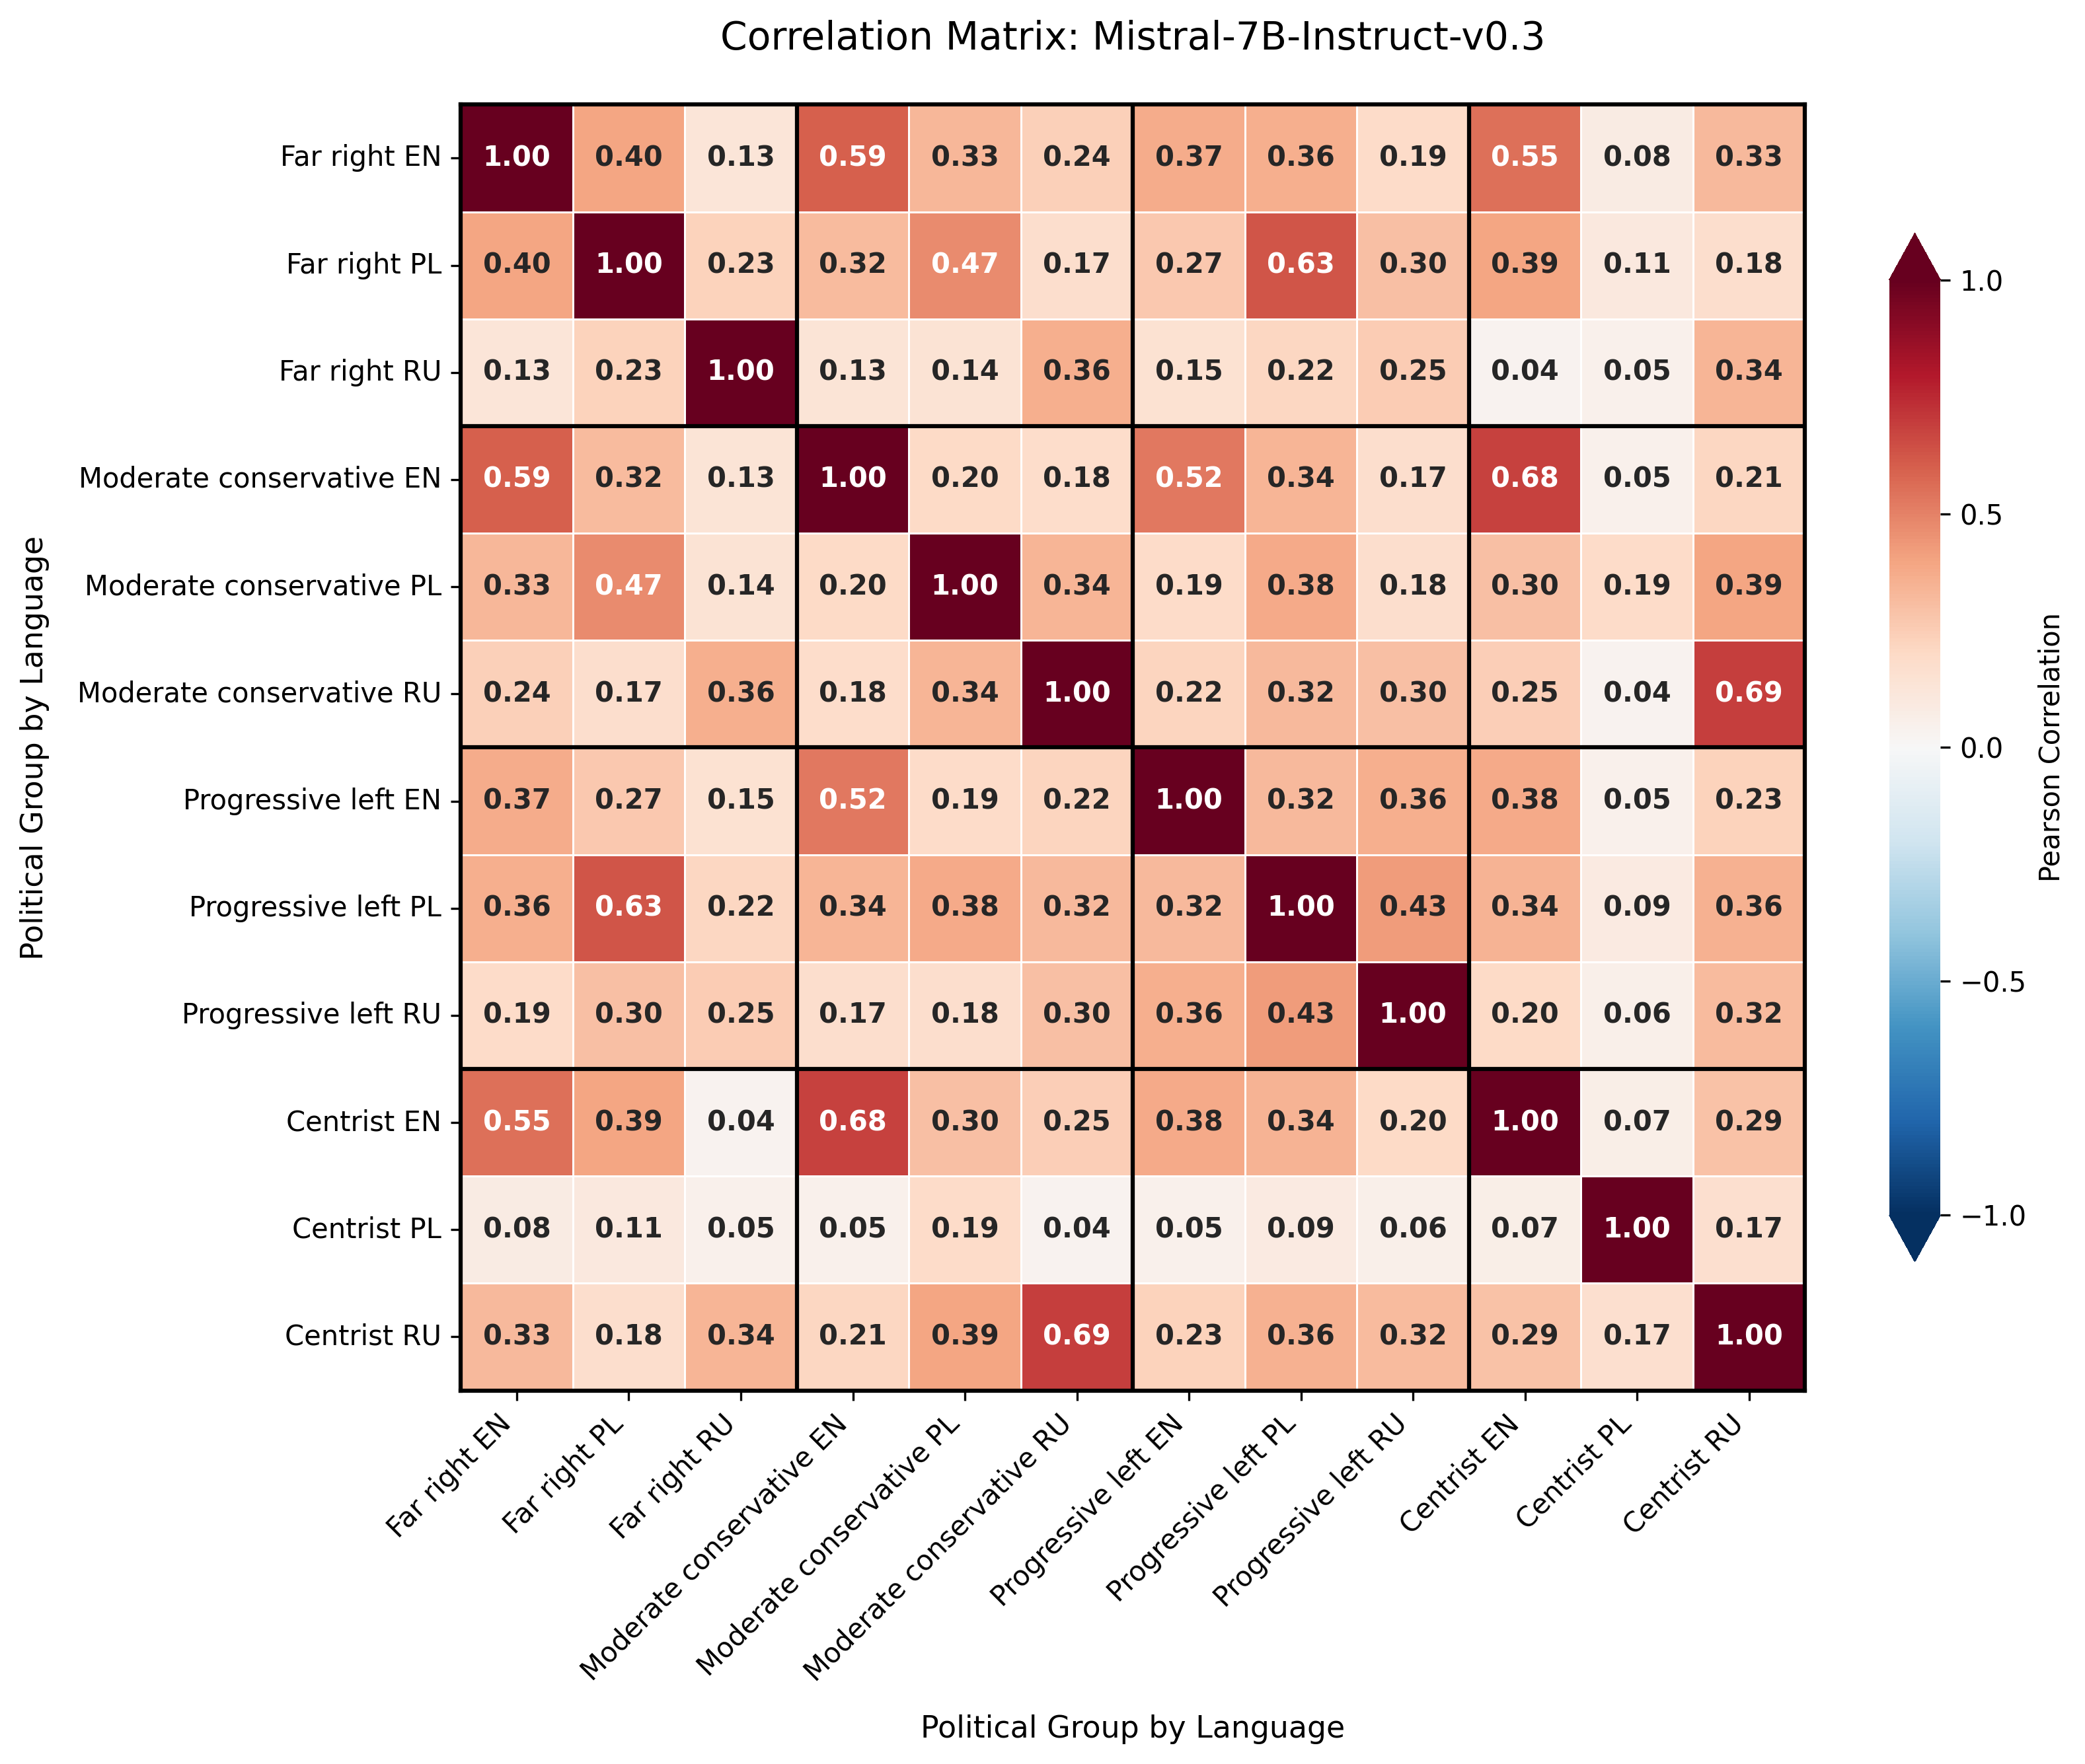 Correlation Matrix: Mistral-7B-Instruct-v0.3
Political Group by Language
Far right EN 1.00 0.40 0.13 0.59 0.33 0.24 0.37 0.36 0.19 0.55 0.08 0.33
Far right PL 0.40 1.00 0.23 0.32 0.47 0.17 0.27 0.63 0.30 0.39 0.11 0.18
Far right RU 0.13 0.23 1.00 0.13 0.14 0.36 0.15 0.22 0.25 0.04 0.05 0.34
Moderate conservative EN 0.59 0.32 0.13 1.00 0.20 0.18 0.52 0.34 0.17 0.68 0.05 0.21
Moderate conservative PL 0.33 0.47 0.14 0.20 1.00 0.34 0.19 0.38 0.18 0.30 0.19 0.39
Moderate conservative RU 0.24 0.17 0.36 0.18 0.34 1.00 0.22 0.32 0.30 0.25 0.04 0.69
Progressive left EN 0.37 0.27 0.15 0.52 0.19 0.22 1.00 0.32 0.36 0.38 0.05 0.23
Progressive left PL 0.36 0.63 0.22 0.34 0.38 0.32 0.32 1.00 0.43 0.34 0.09 0.36
Progressive left RU 0.19 0.30 0.25 0.17 0.18 0.30 0.36 0.43 1.00 0.20 0.06 0.32
Centrist EN 0.55 0.39 0.04 0.68 0.30 0.25 0.38 0.34 0.20 1.00 0.07 0.29
Centrist PL 0.08 0.11 0.05 0.05 0.19 0.04 0.05 0.09 0.06 0.07 1.00 0.17
Centrist RU 0.33 0.18 0.34 0.21 0.39 0.69 0.23 0.36 0.32 0.29 0.17 1.00
Far right EN
Far right PL
Far right RU
Moderate conservative EN
Moderate conservative PL
Moderate conservative RU
Progressive left EN
Progressive left PL
Progressive left RU
Centrist EN
Centrist PL
Centrist RU
Political Group by Language
1.0
0.5
0.0
−0.5
−1.0
Pearson Correlation